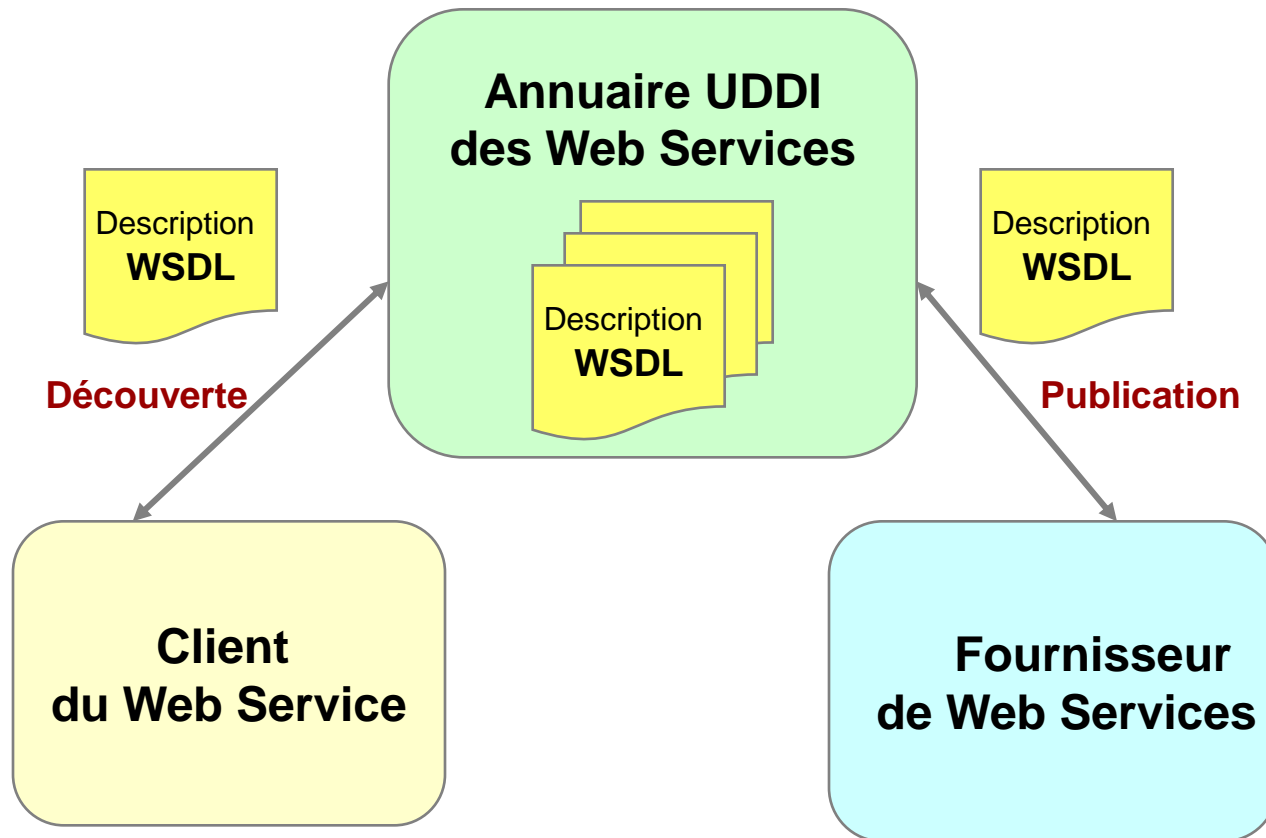 Annuaire UDDI
des Web Services
Description
WSDL
Description
WSDL
Description
WSDL
Découverte
Publication
Client
du Web Service
Fournisseur
de Web Services